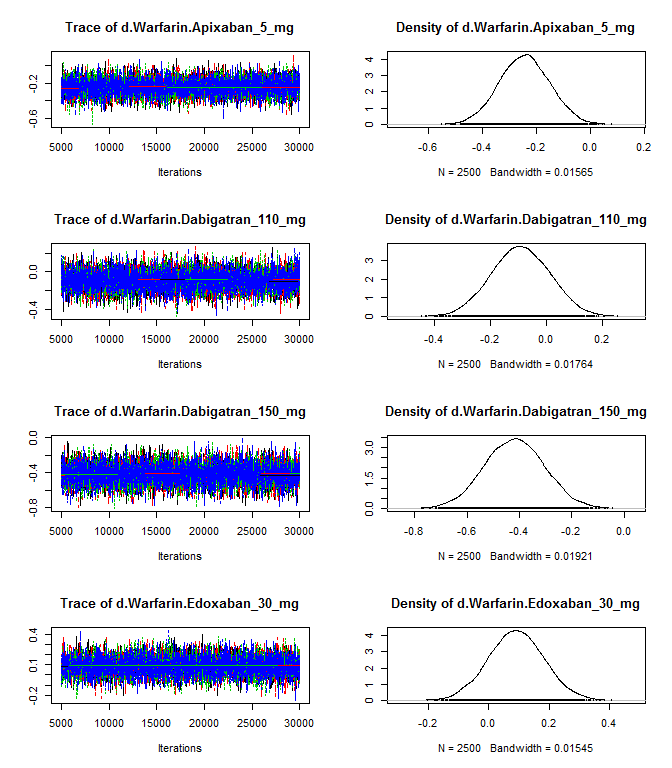 Trace of d.Warfarin.Apixaban_5_mg
Density of d.Warfarin.Apixaban_5_mg
-0.2
-0.6
5000 10000 15000 20000 25000 30000
Iterations
4
3
2
1
0
-0.6 -0.4 -0.2 0.0 0.2
N = 2500 Bandwidth = 0.01565
Trace of d.Warfarin.Dabigatran_110_mg
Density of d.Warfarin.Dabigatran_110_mg
0.0
-0.4
5000 10000 15000 20000 25000 30000
Iterations
3
2
1
0
-0.4 -0.2 0.0 0.2
N = 2500 Bandwidth = 0.01764
Trace of d.Warfarin.Dabigatran_150_mg
Density of d.Warfarin.Dabigatran_150_mg
0.0
-0.4
-0.8
5000 10000 15000 20000 25000 30000
Iterations
3.0
1.5
0.0
-0.8 -0.6 -0.4 -0.2 0.0
N = 2500 Bandwidth = 0.01921
Trace of d.Warfarin.Edoxaban_30_mg
Density of d.Warfarin.Edoxaban_30_mg
0.4
0.1
-0.2
5000 10000 15000 20000 25000 30000
Iterations
4
3
2
1
0
-0.2 0.0 0.2 0.4
N = 2500 Bandwidth = 0.01545